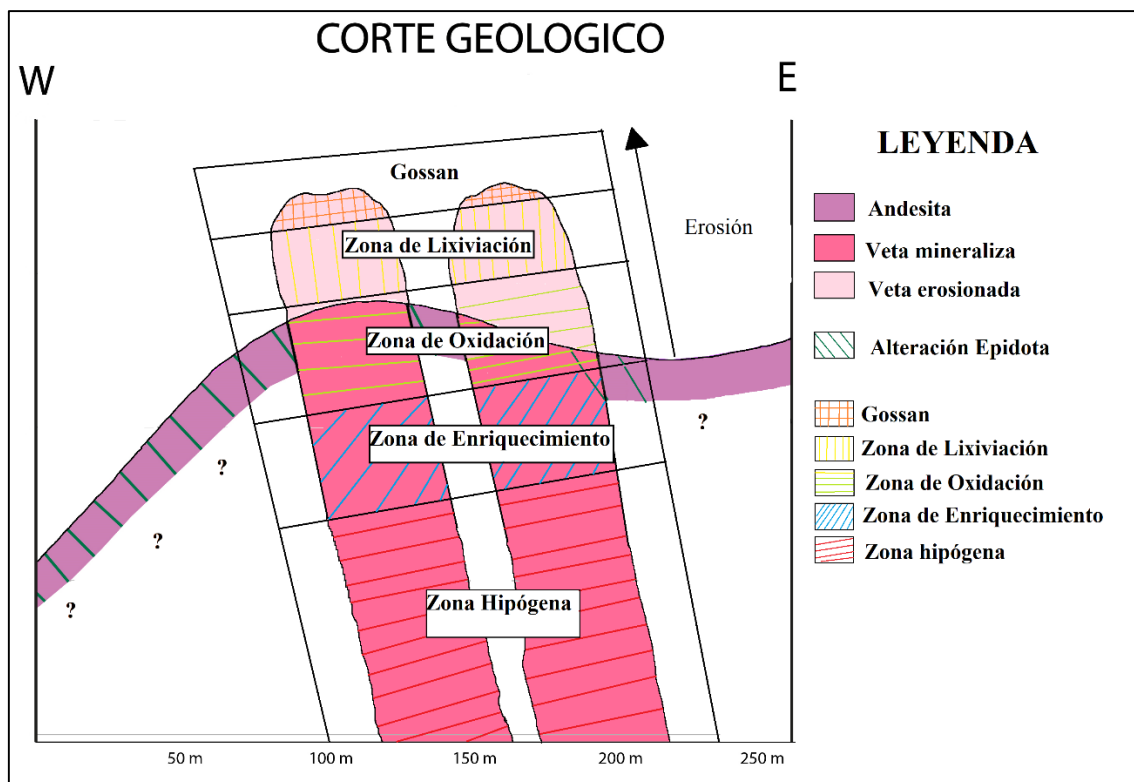 CORTE GEOLOGICO
W
E
LEYENDA
Gossan
Erosión
Zona de Lixiviación
Zona de Oxidación
Zona de Enriquecimiento
Zona Hipógena
?
?
?
?
?
Andesita
Veta mineraliza
Veta erosionada
Alteración Epidota
Gossan
Zona de Lixiviación
Zona de Oxidación
Zona de Enriquecimiento
Zona hipógena
50 m
100 m
150 m
200 m
250 m